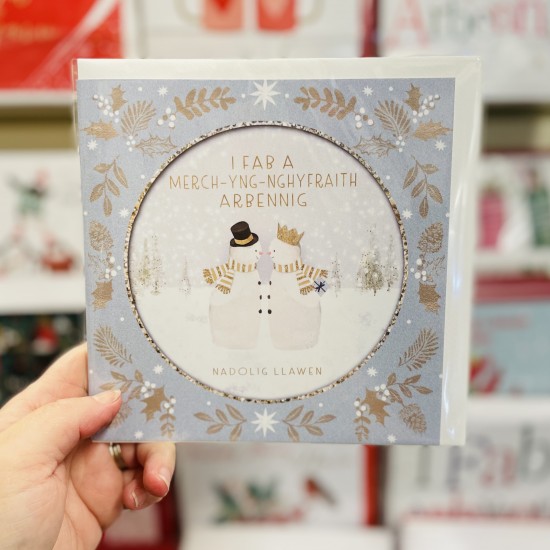 I FAB A
MERCH-YNG-NGHYFRAITH
ARBENNIG
NADOLIG LLAWEN